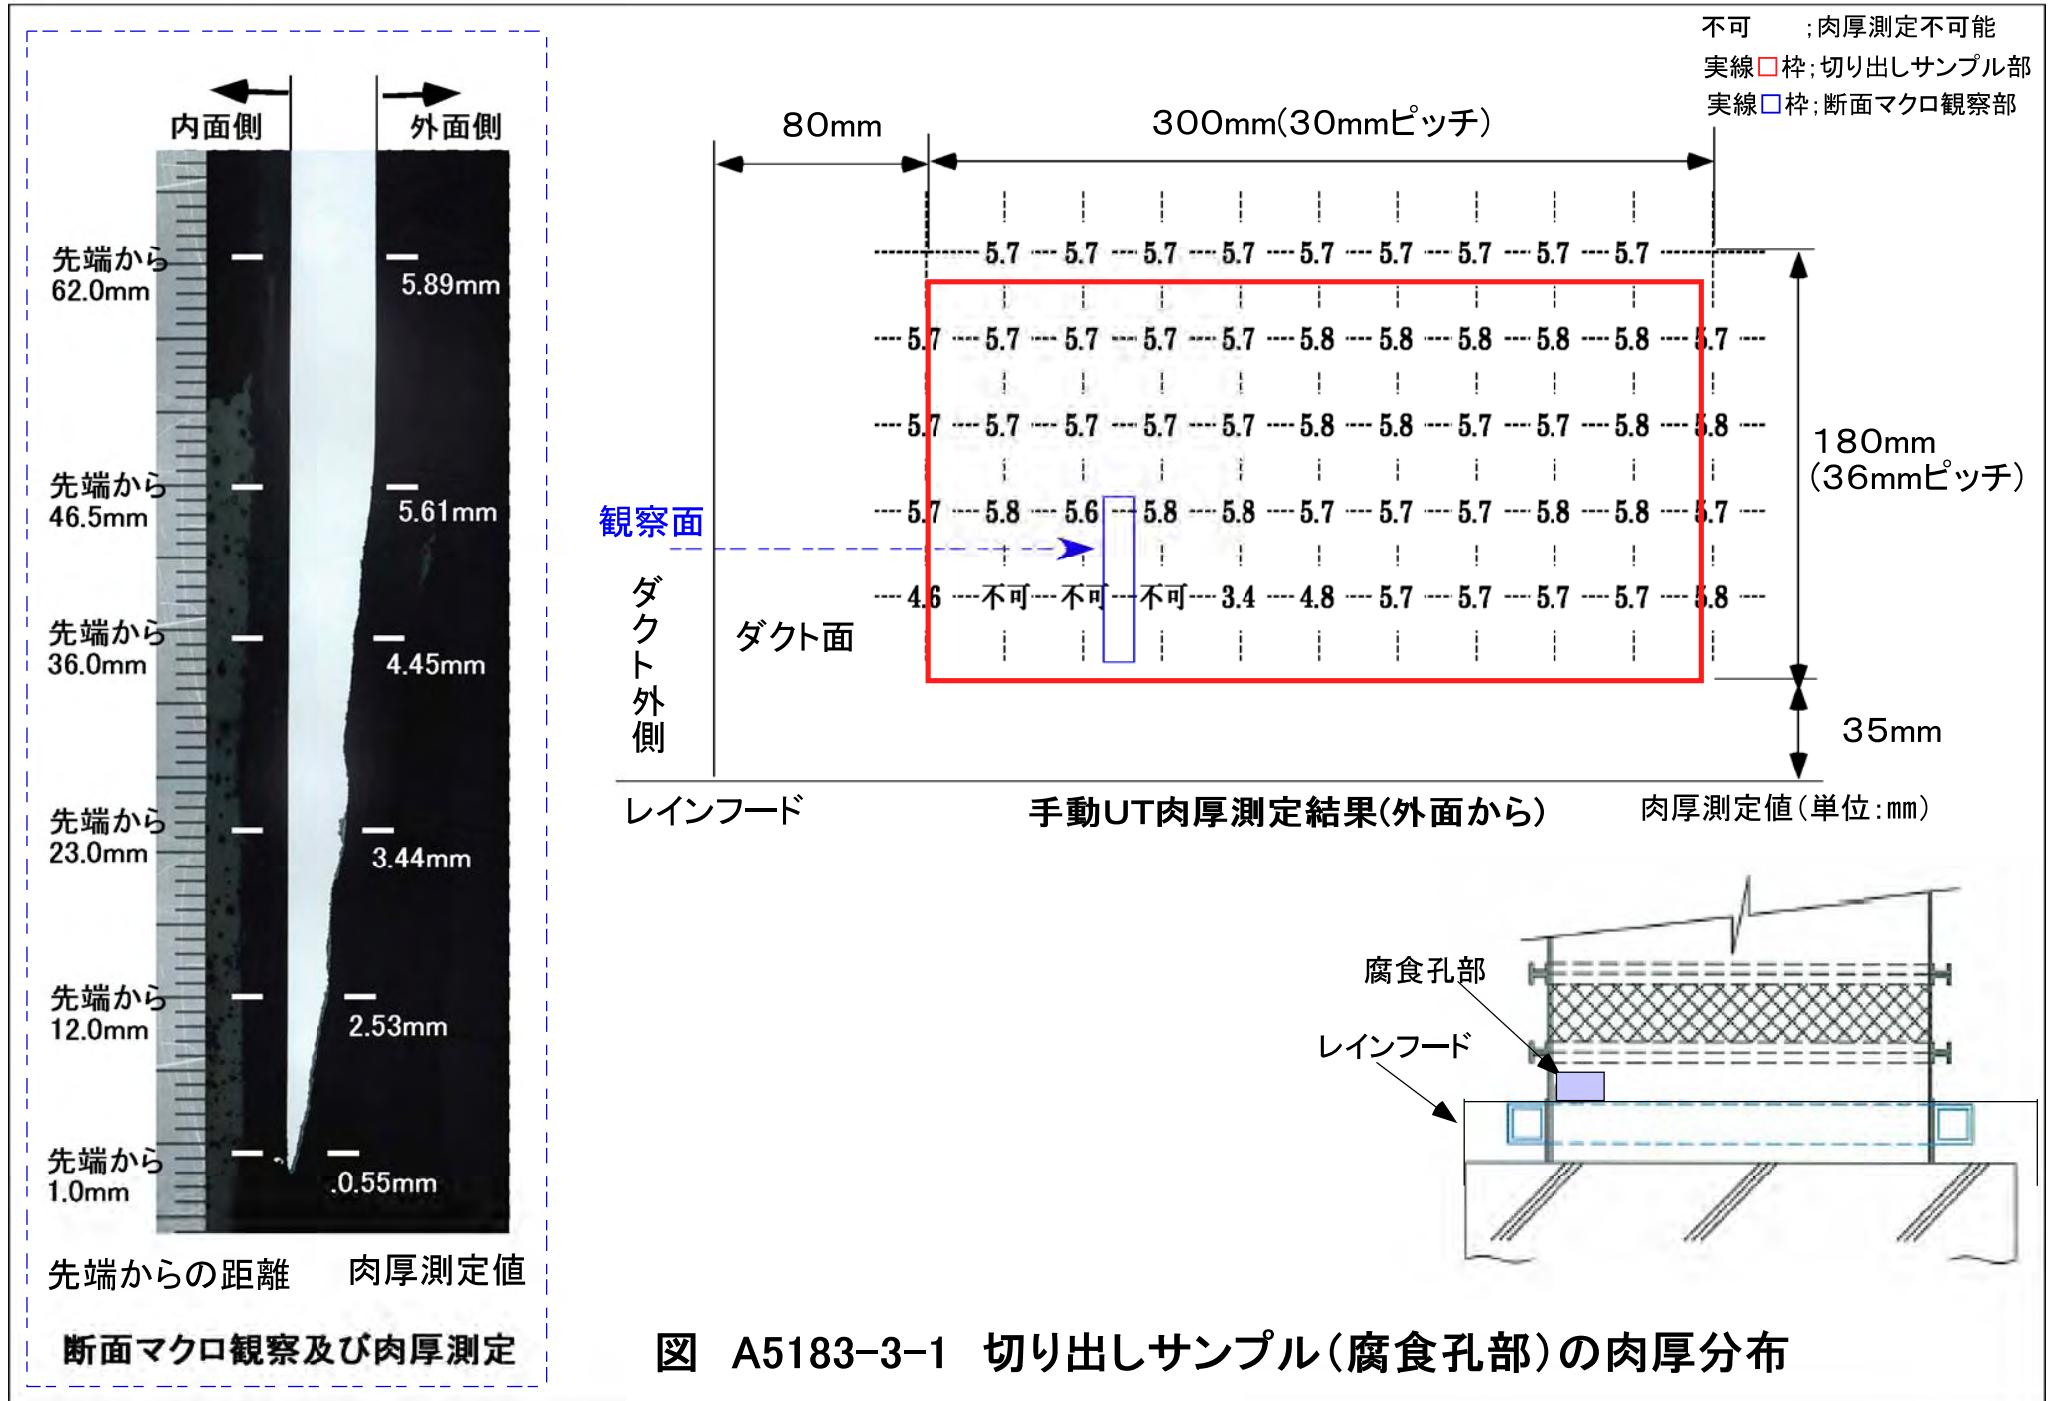 不可　;肉厚測定不可能
実線□枠;切り出しサンプル部
実線□枠;断面マクロ観察部
内面側 外面側
先端から
62.0mm
5.89mm
先端から
46.5mm
5.61mm
先端から
36.0mm
4.45mm
先端から
23.0mm
3.44mm
先端から
12.0mm
2.53mm
先端から
1.0mm
.0.55mm
先端からの距離 肉厚測定値
断面マクロ観察及び肉厚測定
80mm 300mm(30mmピッチ)
5.7 5.7 5.7 5.7 5.7 5.7 5.7 5.7 5.7
5.7 5.7 5.7 5.7 5.7 5.8 5.8 5.8 5.8 5.8 5.7
5.7 5.7 5.7 5.7 5.7 5.8 5.8 5.7 5.7 5.8 5.8
5.7 5.8 5.6 5.8 5.8 5.7 5.7 5.7 5.8 5.8 5.7
4.6 不可 不可 不可 3.4 4.8 5.7 5.7 5.7 5.7 5.8
180mm
(36mmピッチ)
35mm
観察面
ダクト外側
ダクト面
レインフード
手動UT肉厚測定結果(外面から)
肉厚測定値(単位:㎜)
腐食孔部
レインフード
図 A5183-3-1 切り出しサンプル(腐食孔部)の肉厚分布